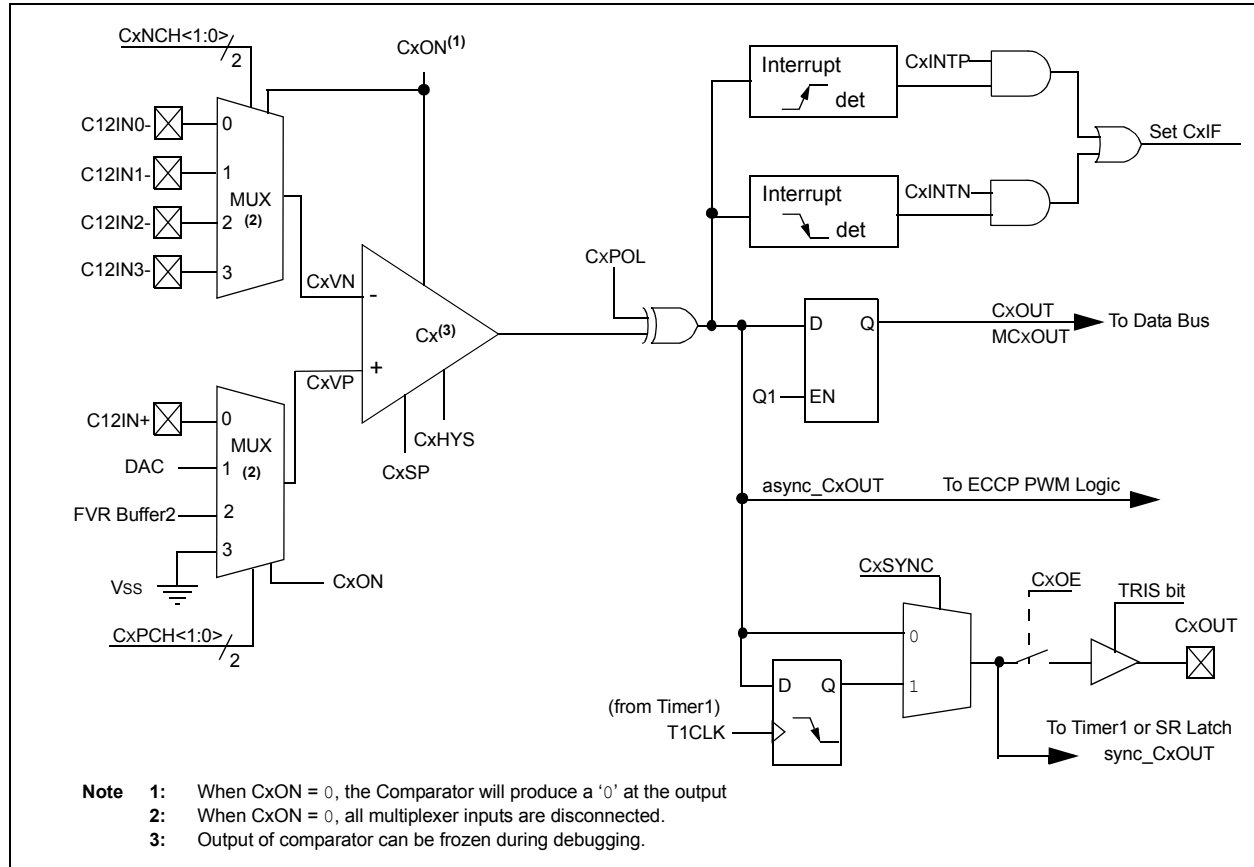 CxNCH<1:0>
2
CxON(1)
C12IN0-
0
C12IN1-
1
MUX
(2)
C12IN2-
2
C12IN3-
3
CxVN
-
Cx(3)
+
CxVP
CxHYS
CxSP
C12IN+
0
MUX
(2)
DAC
1
FVR Buffer2
2
3
VSS
CxON
CxPCH<1:0>
2
Interrupt
det
CxINTP
Set CxIF
Interrupt
det
CxINTN
CxPOL
D
Q
Q1
EN
CxOUT
MCxOUT
To Data Bus
async_CxOUT
To ECCP PWM Logic
CxSYNC
0
1
CxOE
TRIS bit
CxOUT
D
Q
(from Timer1)
T1CLK
To Timer1 or SR Latch
sync_CxOUT
Note 1: When CxON = 0, the Comparator will produce a ‘0’ at the output
2: When CxON = 0, all multiplexer inputs are disconnected.
3: Output of comparator can be frozen during debugging.